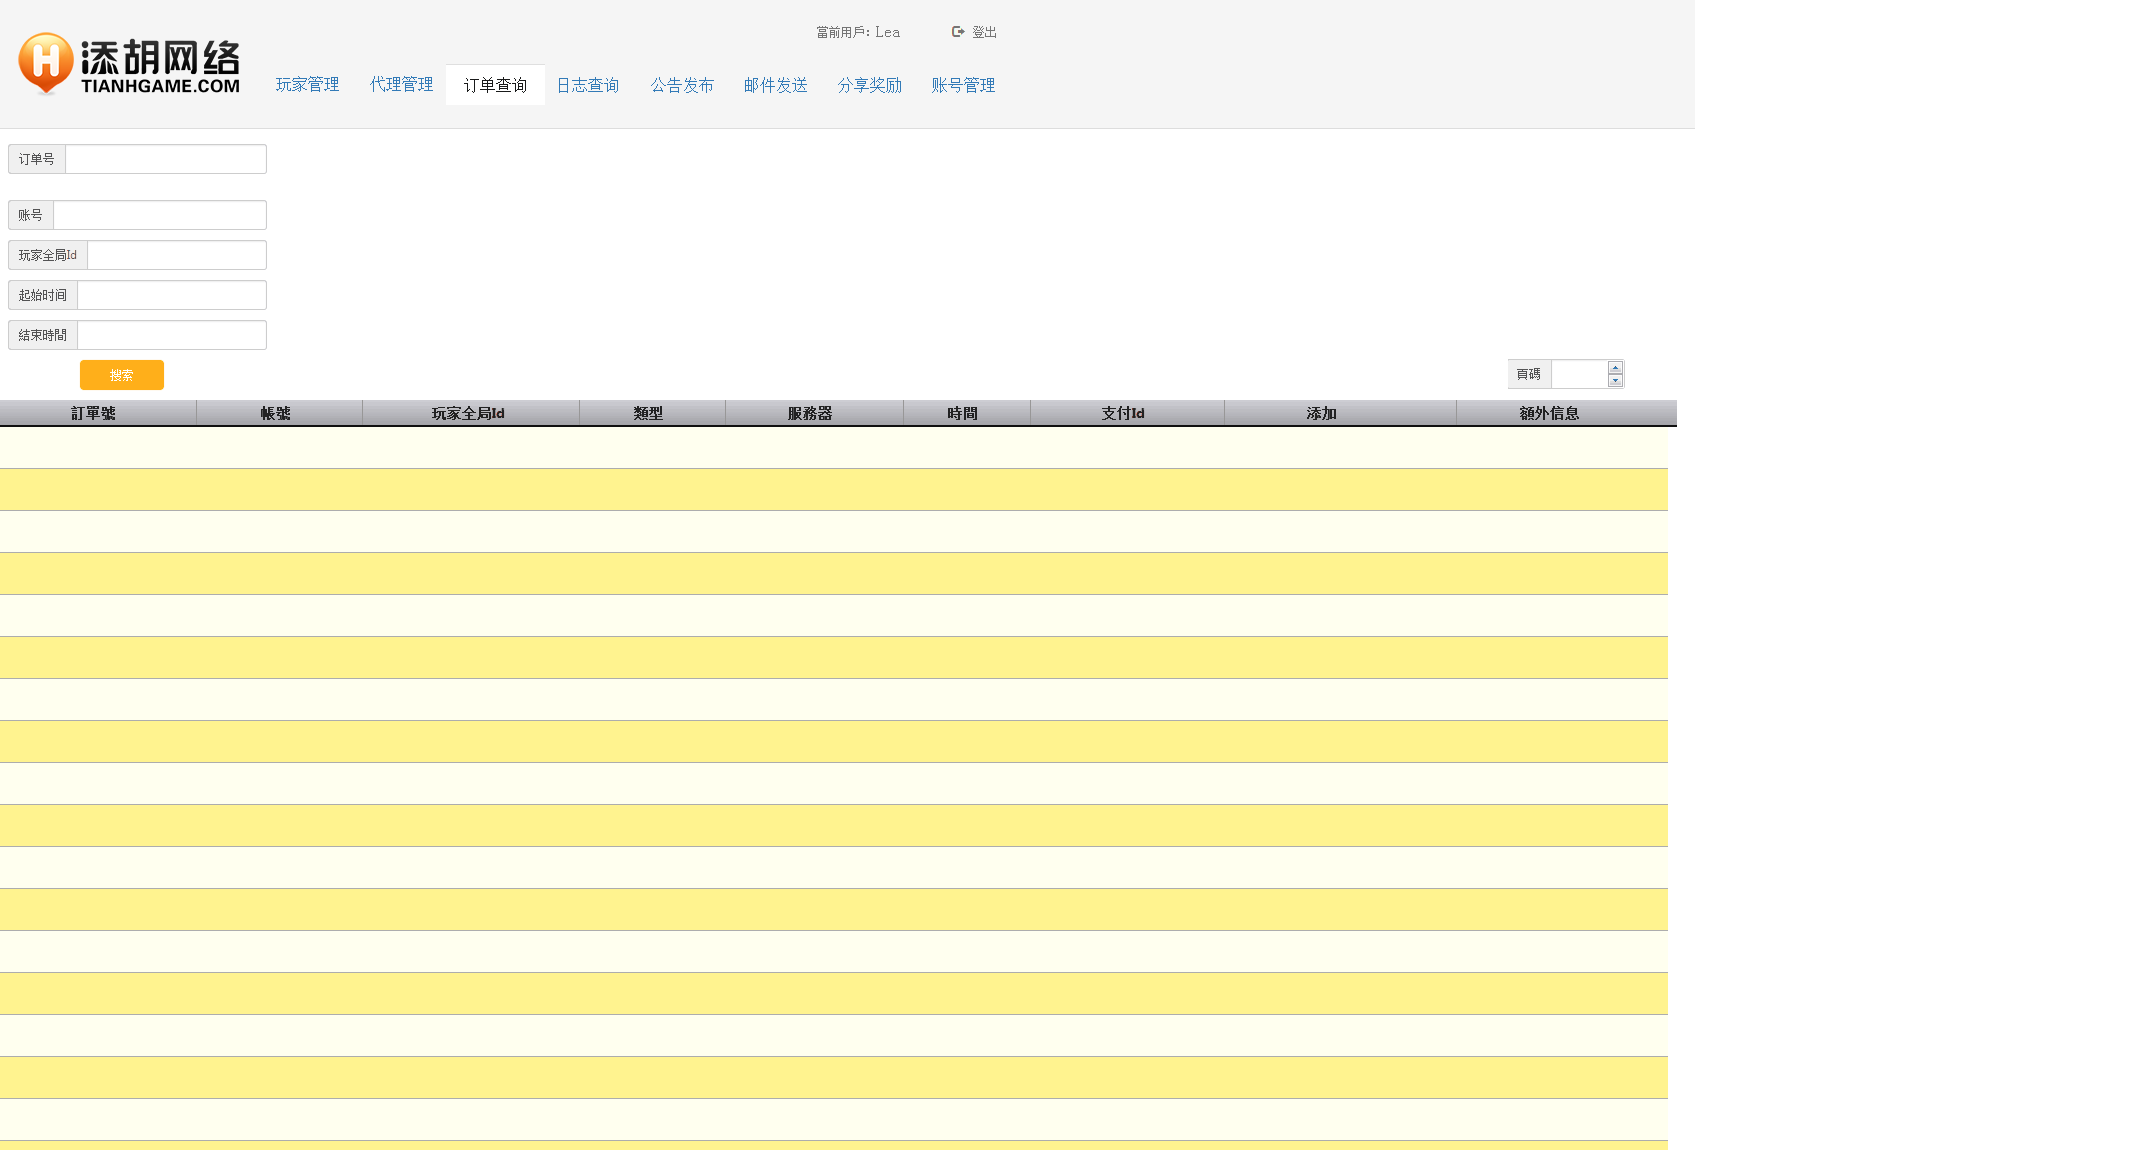 當前用戶: Lea 登出
添胡网络
TIANHGAME.COM
玩家管理 代理管理 订单查询 日志查询 公告发布 邮件发送 分享奖励 账号管理
订单号
账号
玩家全局Id
起始时间
结束時間
搜索 頁碼
訂單號 帳號 玩家全局Id 類型 服務器 時間 支付Id 添加 額外信息